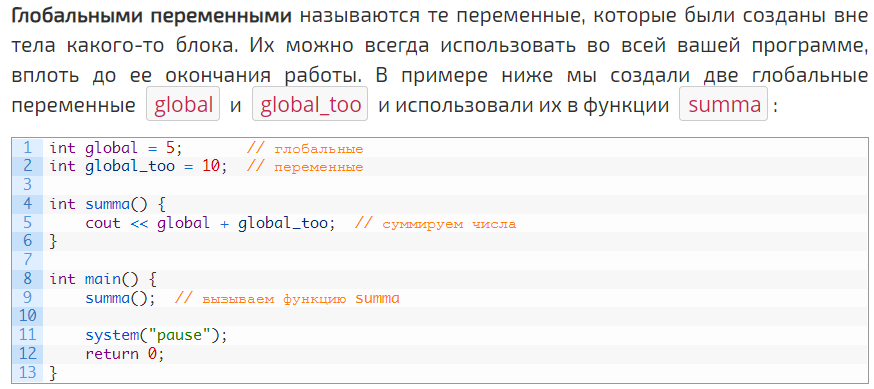 Глобальными переменными называются те переменные, которые были созданы вне
тела какого-то блока. Их можно всегда использовать во всей вашей программе,
вплоть до ее окончания работы. В примере ниже мы создали две глобальные
переменные global и global_too и использовали их в функции summa :
1 int global = 5;       // глобальные
2 int global_too = 10;  // переменные
3
4 int summa() {
5     cout << global + global_too;  // суммируем числа
6 }
7
8 int main() {
9     summa();  // вызываем функцию summa
10
11     system("pause");
12     return 0;
13 }